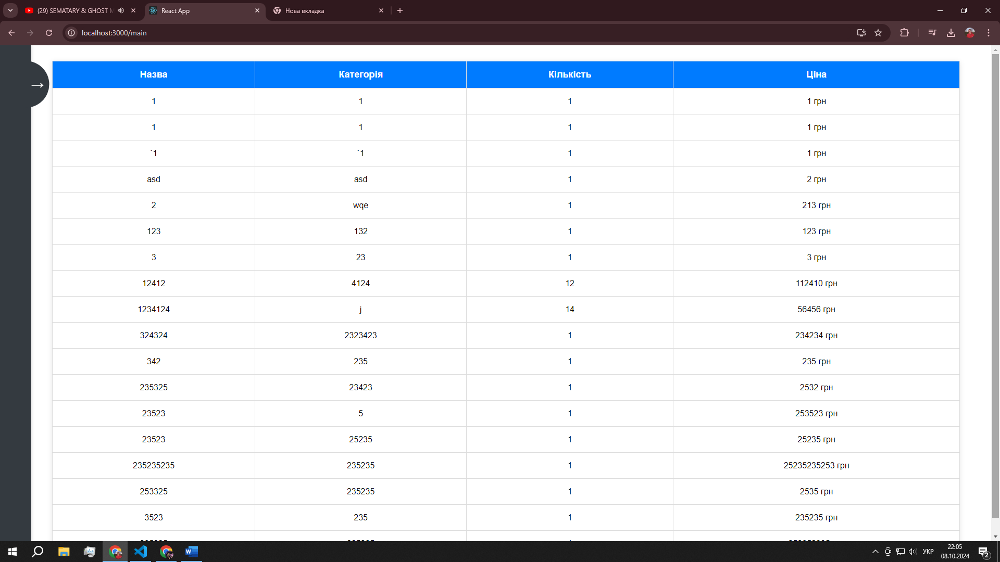 (29) SEMATARY & GHOST M
React App
Нова вкладка
localhost:3000/main
Назва Категорія Кількість Ціна
1 1 1 1 грн
1 1 1 1 грн
`1 `1 1 1 грн
asd asd 1 2 грн
2 wqe 1 213 грн
123 132 1 123 грн
3 23 1 3 грн
12412 4124 12 112410 грн
1234124 j 14 56456 грн
324324 2323423 1 234234 грн
342 235 1 235 грн
235325 23423 1 2532 грн
23523 5 1 253523 грн
23523 25235 1 25235 грн
235235235 235235 1 25235235253 грн
253325 235235 1 2535 грн
3523 235 1 235235 грн
УКР
22:05
08.10.2024
2